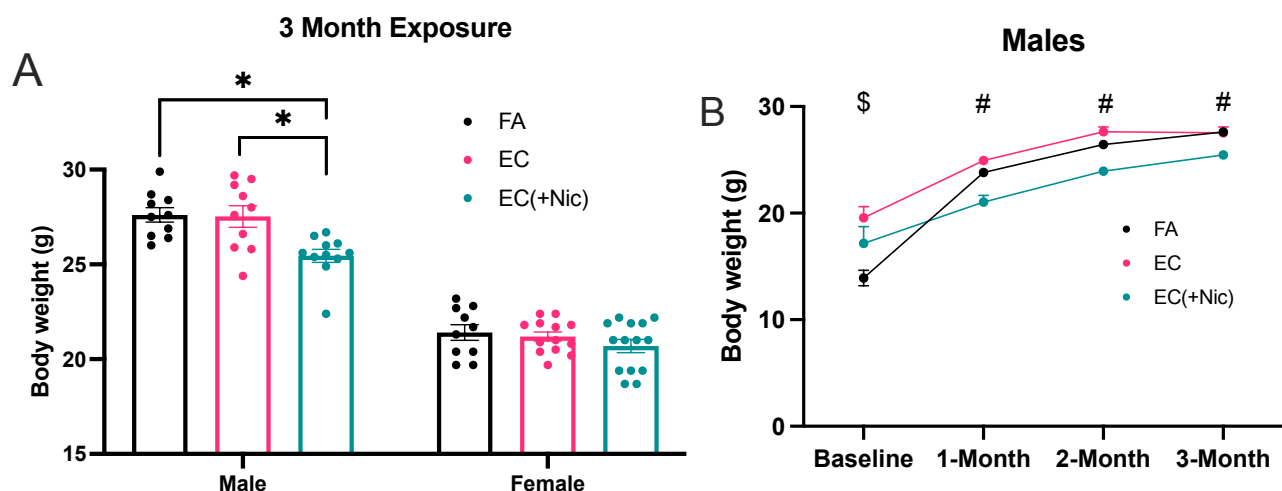 3 Month Exposure
A
*
*
FA
EC
EC(+Nic)
Body weight (g)
30
25
20
15
Male
Female
Males
B
$
#
#
#
Body weight (g)
30
20
10
0
FA
EC
EC(+Nic)
Baseline
1-Month
2-Month
3-Month